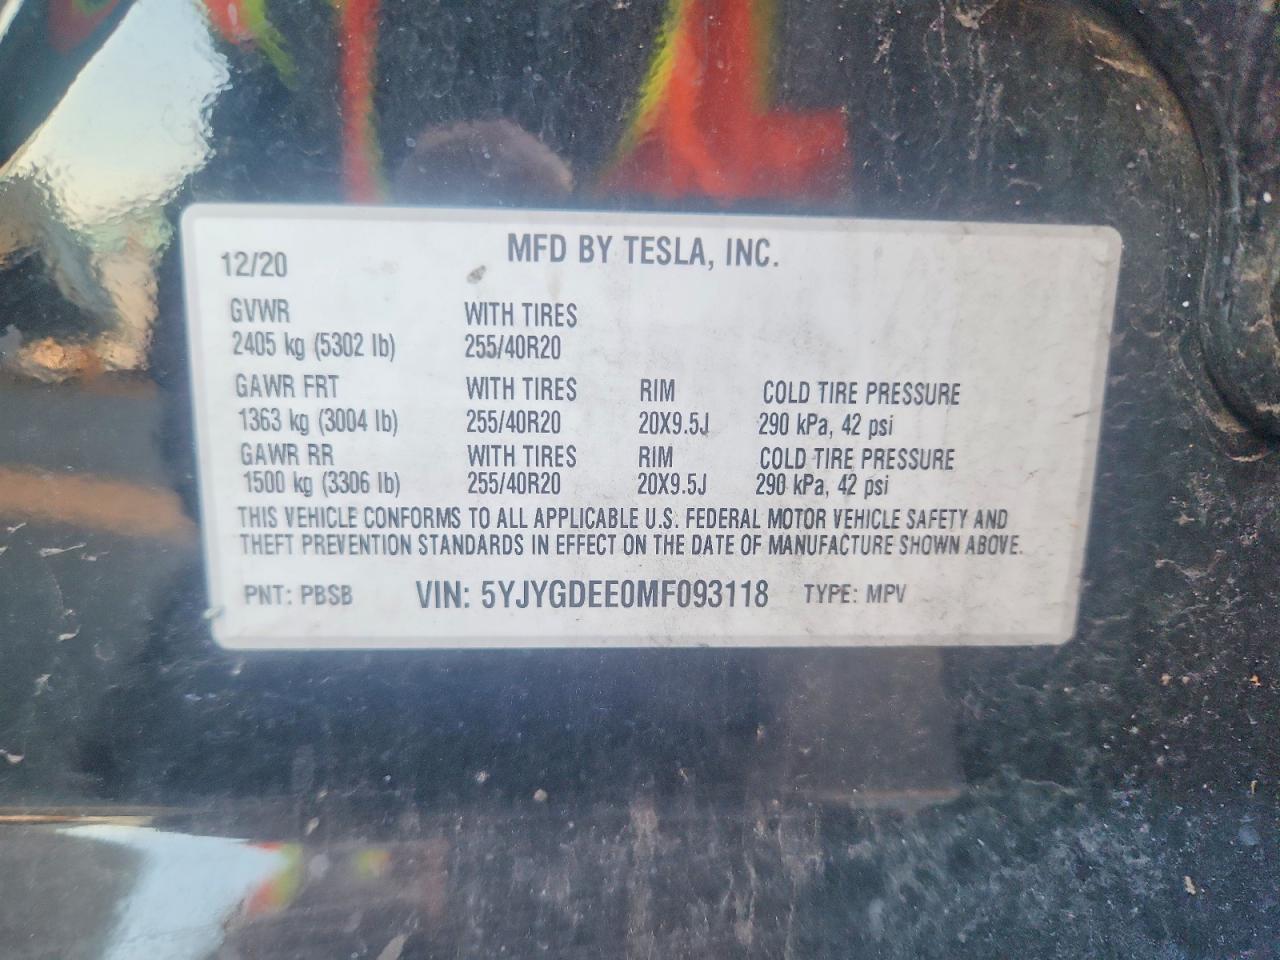 MFD BY TESLA, INC.
12/20
GVWR WITH TIRES
2405 kg (5302 lb) 255/40R20
GAWR FRT WITH TIRES RIM COLD TIRE PRESSURE
1363 kg (3004 lb) 255/40R20 20X9.5J 290 kPa, 42 psi
GAWR RR WITH TIRES RIM COLD TIRE PRESSURE
1500 kg (3306 lb) 255/40R20 20X9.5J 290 kPa, 42 psi
THIS VEHICLE CONFORMS TO ALL APPLICABLE U.S. FEDERAL MOTOR VEHICLE SAFETY AND
THEFT PREVENTION STANDARDS IN EFFECT ON THE DATE OF MANUFACTURE SHOWN ABOVE.
PNT: PBSB VIN: 5YJYGDEE0MF093118 TYPE: MPV